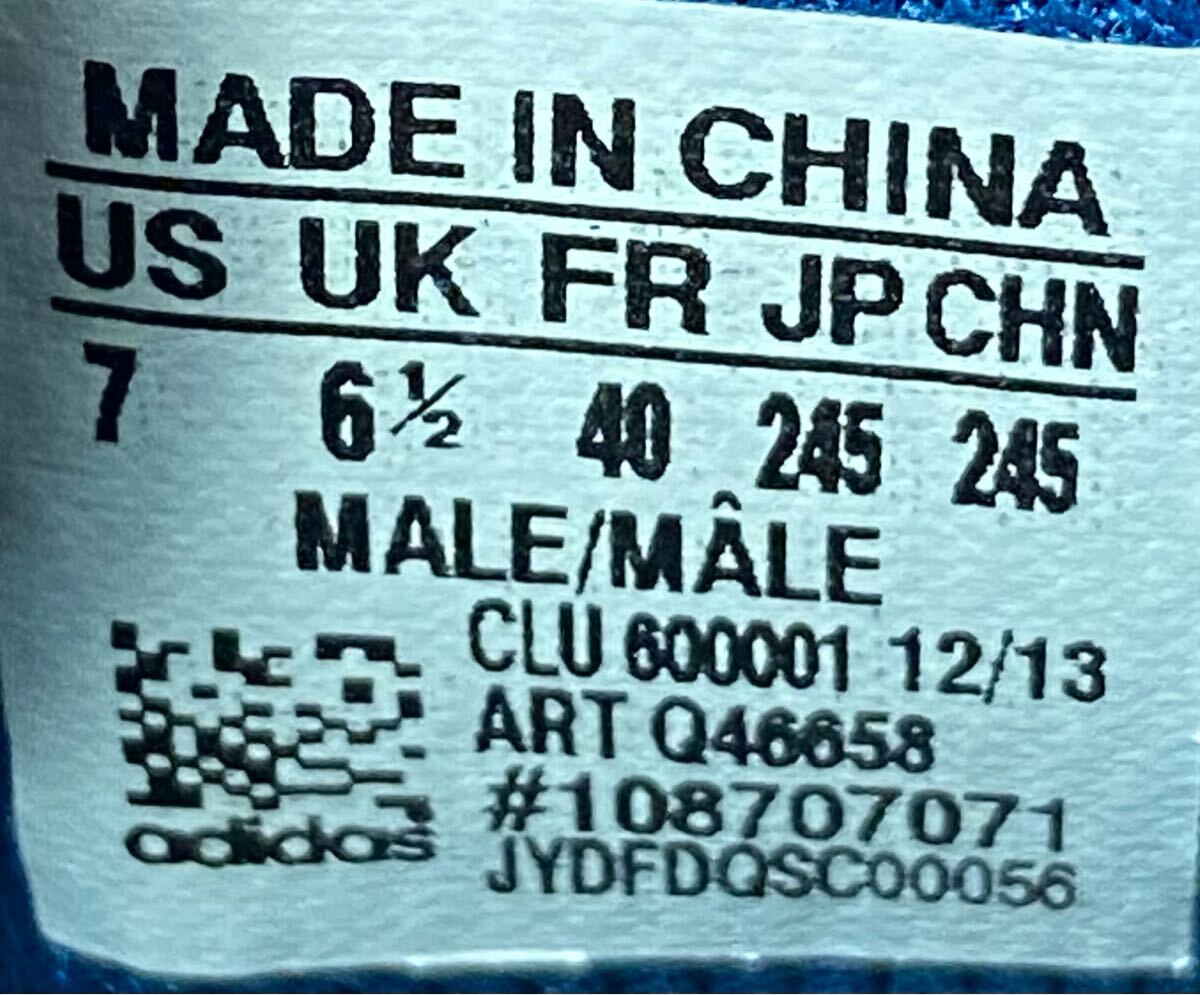 MADE IN CHINA
US UK FR JP CHN
7 6½ 40 245 245
MALE/MÂLE
CLU 600001 12/13
ART Q46658
#108707071
adidas JYDFDQSC00056